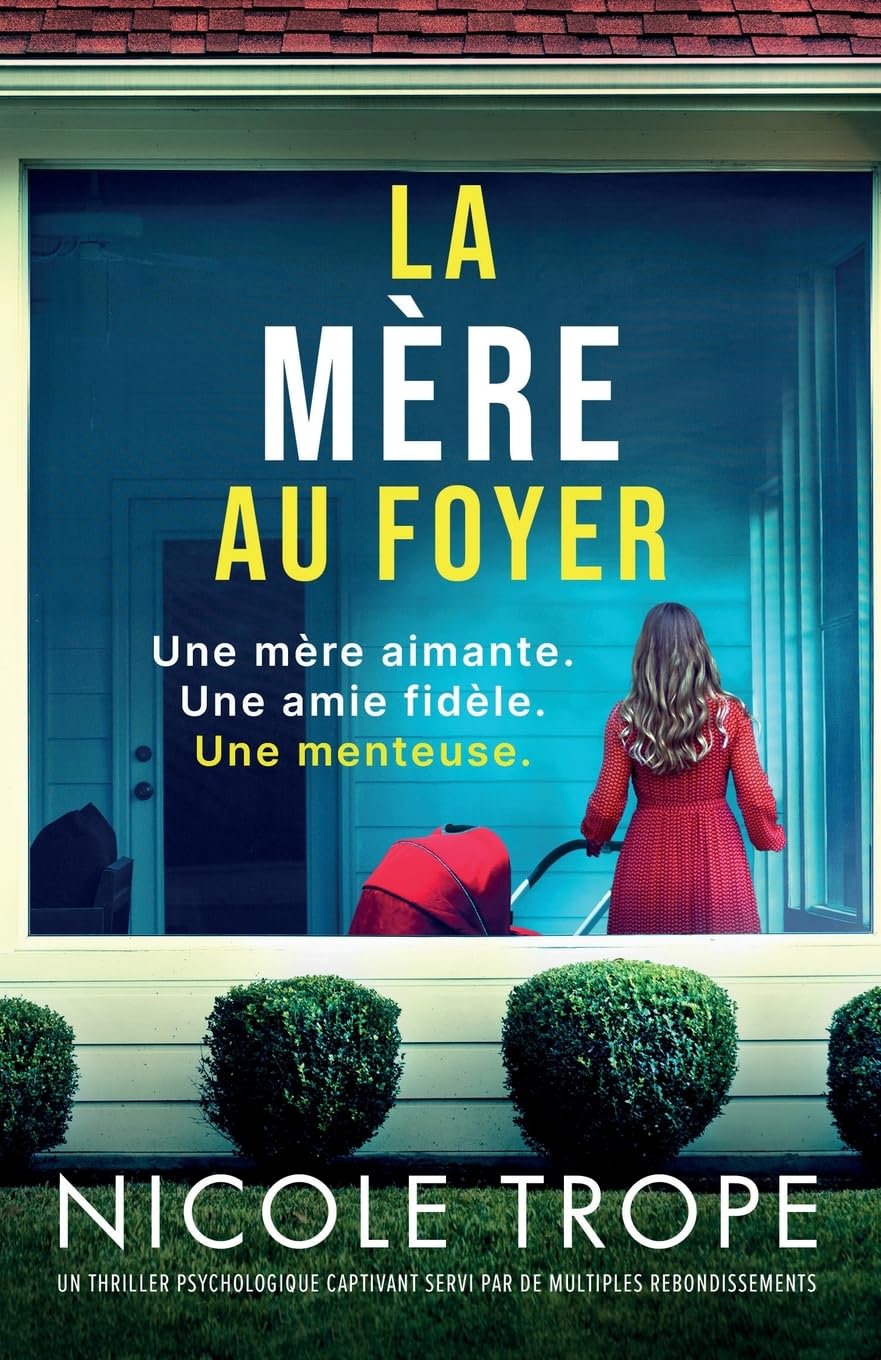 LA
MÈRE
AU FOYER
Une mère aimante.
Une amie fidèle.
Une menteuse.
NICOLE TROPE
UN THRILLER PSYCHOLOGIQUE CAPTIVANT SERVI PAR DE MULTIPLES REBONDISSEMENTS